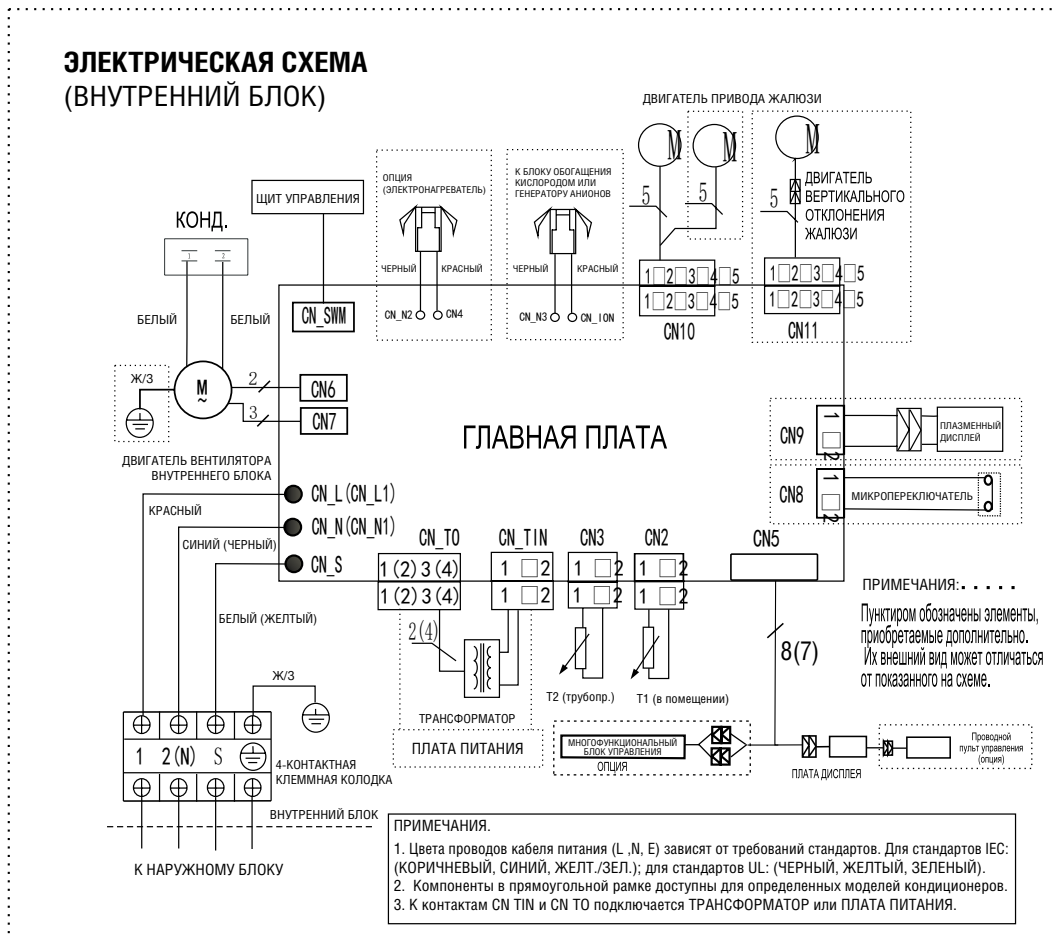 ЭЛЕКТРИЧЕСКАЯ СХЕМА
(ВНУТРЕННИЙ БЛОК)
ДВИГАТЕЛЬ ПРИВОДА ЖАЛЮЗИ
M
M
M
5
5
5
ДВИГАТЕЛЬ
ВЕРТИКАЛЬНОГО
ОТКЛОНЕНИЯ
ЖАЛЮЗИ
ОПЦИЯ
(ЭЛЕКТРОНАГРЕВАТЕЛЬ)
К БЛОКУ ОБОГАЩЕНИЯ
КИСЛОРОДОМ ИЛИ
ГЕНЕРАТОРУ АНИОНОВ
ЩИТ УПРАВЛЕНИЯ
КОНД.
1 2
ЧЕРНЫЙ КРАСНЫЙ
ЧЕРНЫЙ КРАСНЫЙ
CN_N2 CN4
CN_N3 CN_ION
1□2□3□4□5
1□2□3□4□5
CN10
1□2□3□4□5
1□2□3□4□5
CN11
БЕЛЫЙ БЕЛЫЙ
CN_SWM
Ж/З
M
~
2
CN6
3
CN7
ГЛАВНАЯ ПЛАТА
CN9
1
2
ПЛАЗМЕННЫЙ
ДИСПЛЕЙ
CN8
1
2
МИКРОПЕРЕКЛЮЧАТЕЛЬ
ДВИГАТЕЛЬ ВЕНТИЛЯТОРА
ВНУТРЕННЕГО БЛОКА
CN_L(CN_L1)
КРАСНЫЙ
CN_N(CN_N1)
СИНИЙ (ЧЕРНЫЙ)
CN_S
БЕЛЫЙ (ЖЕЛТЫЙ)
CN_TO CN_TIN CN3 CN2 CN5
1(2)3(4) 1 □2 1 □2 1 □2
1(2)3(4) 1 □2 1 □2 1 □2
2(4)
8(7)
T2 (трубопр.) T1 (в помещении)
ТРАНСФОРМАТОР
ПЛАТА ПИТАНИЯ
ПРИМЕЧАНИЯ:.....
Пунктиром обозначены элементы,
приобретаемые дополнительно.
Их внешний вид может отличаться
от показанного на схеме.
Ж/З
1 2(N) S
4-КОНТАКТНАЯ
КЛЕММНАЯ КОЛОДКА
МНОГОФУНКЦИОНАЛЬНЫЙ
БЛОК УПРАВЛЕНИЯ
ОПЦИЯ
ПЛАТА ДИСПЛЕЯ
Проводной
пульт управления
(опция)
ВНУТРЕННИЙ БЛОК
К НАРУЖНОМУ БЛОКУ
ПРИМЕЧАНИЯ.
1. Цвета проводов кабеля питания (L ,N, E) зависят от требований стандартов. Для стандартов IEC:
(КОРИЧНЕВЫЙ, СИНИЙ, ЖЕЛТ./ЗЕЛ.); для стандартов UL: (ЧЕРНЫЙ, ЖЕЛТЫЙ, ЗЕЛЕНЫЙ).
2. Компоненты в прямоугольной рамке доступны для определенных моделей кондиционеров.
3. К контактам CN TIN и CN TO подключается ТРАНСФОРМАТОР или ПЛАТА ПИТАНИЯ.